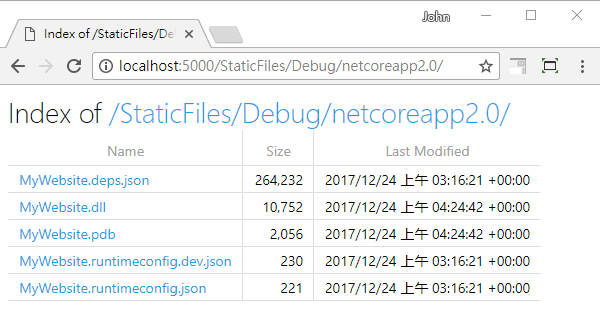 John
Index of /StaticFiles/De
localhost:5000/StaticFiles/Debug/netcoreapp2.0/
Index of /StaticFiles/Debug/netcoreapp2.0/
Name Size Last Modified
MyWebsite.deps.json 264,232 2017/12/24 上午 03:16:21 +00:00
MyWebsite.dll 10,752 2017/12/24 上午 04:24:42 +00:00
MyWebsite.pdb 2,056 2017/12/24 上午 04:24:42 +00:00
MyWebsite.runtimeconfig.dev.json 230 2017/12/24 上午 03:16:21 +00:00
MyWebsite.runtimeconfig.json 221 2017/12/24 上午 03:16:21 +00:00